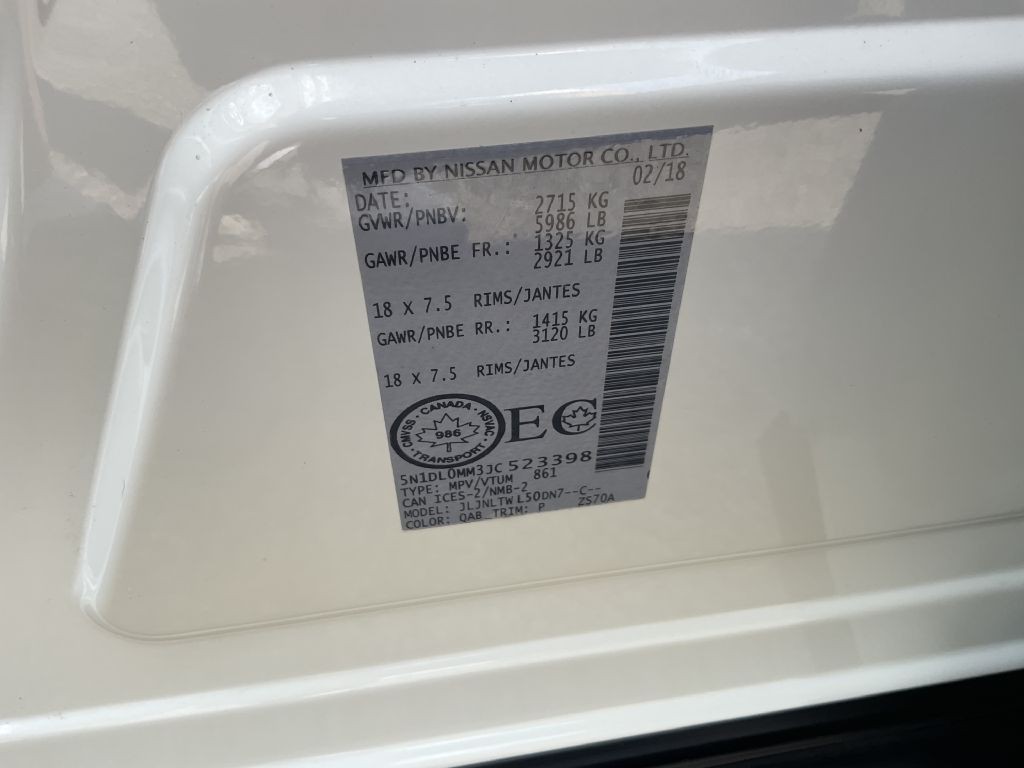 MFD BY NISSAN MOTOR CO., LTD.
DATE: 02/18
GVWR/PNBV: 2715 KG
5986 LB
GAWR/PNBE FR.: 1325 KG
2921 LB
18 X 7.5 RIMS/JANTES
GAWR/PNBE RR.: 1415 KG
3120 LB
18 X 7.5 RIMS/JANTES
CANADA · NSVAC · TRANSPORT · CMVSS ·
986
EC
5N1DL0MM3JC523398
TYPE: MPV/VTUM 861
CAN ICES-2/NMB-2
MODEL: JLJNLTWL50DN7--C--
COLOR: QAB TRIM: P ZS70A